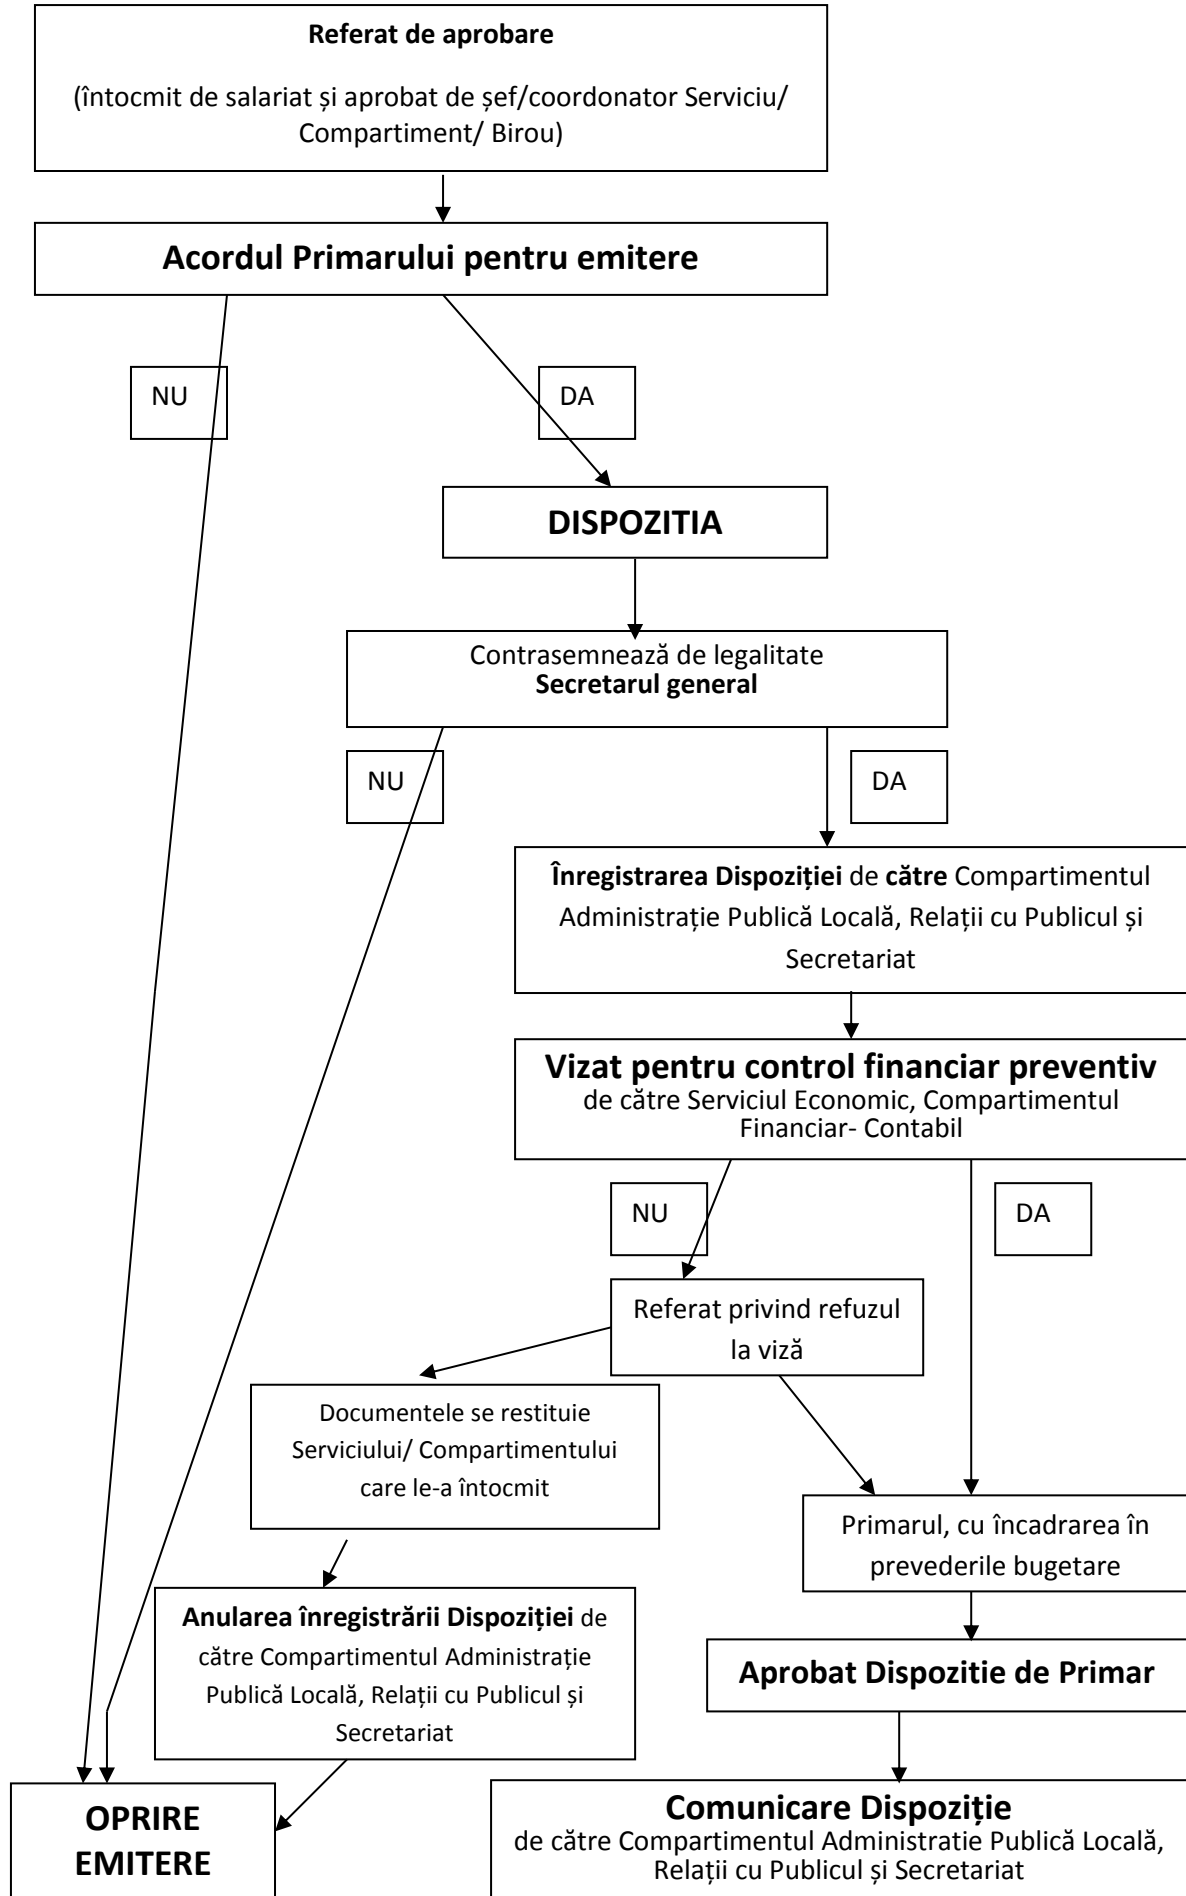 Referat de aprobare
(întocmit de salariat și aprobat de șef/coordonator Serviciu/
Compartiment/ Birou)
Acordul Primarului pentru emitere
NU
DA
DISPOZITIA
Contrasemnează de legalitate
Secretarul general
NU
DA
Înregistrarea Dispoziției de către Compartimentul
Administrație Publică Locală, Relații cu Publicul și
Secretariat
Vizat pentru control financiar preventiv
de către Serviciul Economic, Compartimentul
Financiar- Contabil
NU
DA
Referat privind refuzul
la viză
Documentele se restituie
Serviciului/ Compartimentului
care le-a întocmit
Primarul, cu încadrarea în
prevederile bugetare
Anularea înregistrării Dispoziției de
către Compartimentul Administrație
Publică Locală, Relații cu Publicul și
Secretariat
Aprobat Dispozitie de Primar
OPRIRE
EMITERE
Comunicare Dispoziție
de către Compartimentul Administratie Publică Locală,
Relații cu Publicul și Secretariat